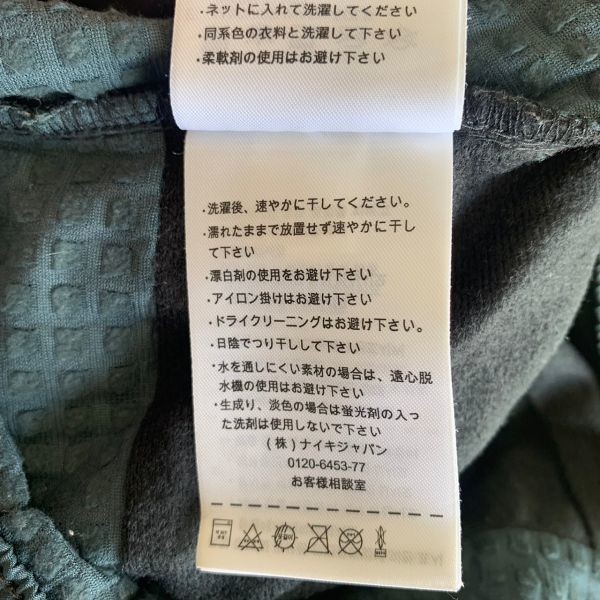 ・ネットに入れて洗濯してください
・同系色の衣料と洗濯して下さい
・柔軟剤の使用はお避け下さい
・洗濯後、速やかに干してください。
・濡れたままで放置せず速やかに干し
て下さい
・漂白剤の使用をお避け下さい
・アイロン掛けはお避け下さい
・ドライクリーニングはお避け下さい。
・日陰でつり干しして下さい
・水を通しにくい素材の場合は、遠心脱
水機の使用はお避け下さい
・生成り、淡色の場合は蛍光剤の入っ
た洗剤は使用しないで下さい
(株)ナイキジャパン
0120-6453-77
お客様相談室